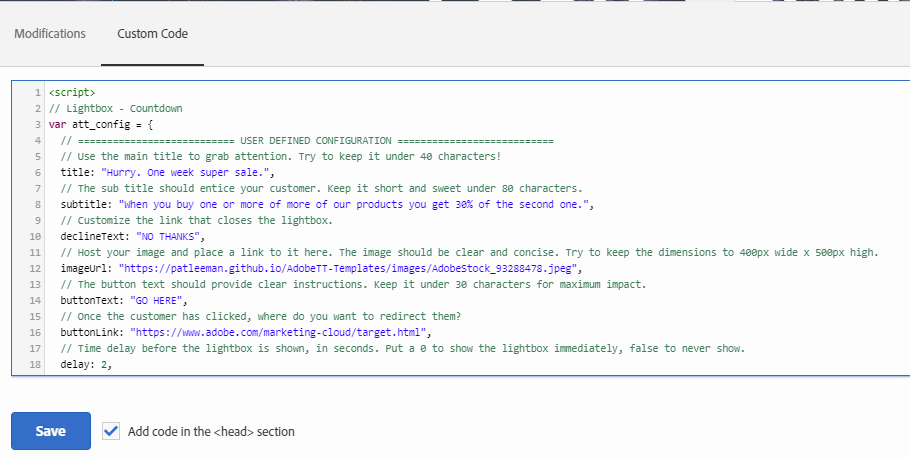 Modifications
Custom Code
1 <script>
2 // Lightbox - Countdown
3 var att_config = {
4 // =========================== USER DEFINED CONFIGURATION ===========================
5 // Use the main title to grab attention. Try to keep it under 40 characters!
6 title: "Hurry. One week super sale.",
7 // The sub title should entice your customer. Keep it short and sweet under 80 characters.
8 subtitle: "When you buy one or more of more of our products you get 30% of the second one.",
9 // Customize the link that closes the lightbox.
10 declineText: "NO THANKS",
11 // Host your image and place a link to it here. The image should be clear and concise. Try to keep the dimensions to 400px wide x 500px high.
12 imageUrl: "https://patleeman.github.io/AdobeTT-Templates/images/AdobeStock_93288478.jpeg",
13 // The button text should provide clear instructions. Keep it under 30 characters for maximum impact.
14 buttonText: "GO HERE",
15 // Once the customer has clicked, where do you want to redirect them?
16 buttonLink: "https://www.adobe.com/marketing-cloud/target.html",
17 // Time delay before the lightbox is shown, in seconds. Put a 0 to show the lightbox immediately, false to never show.
18 delay: 2,
Save
Add code in the <head> section